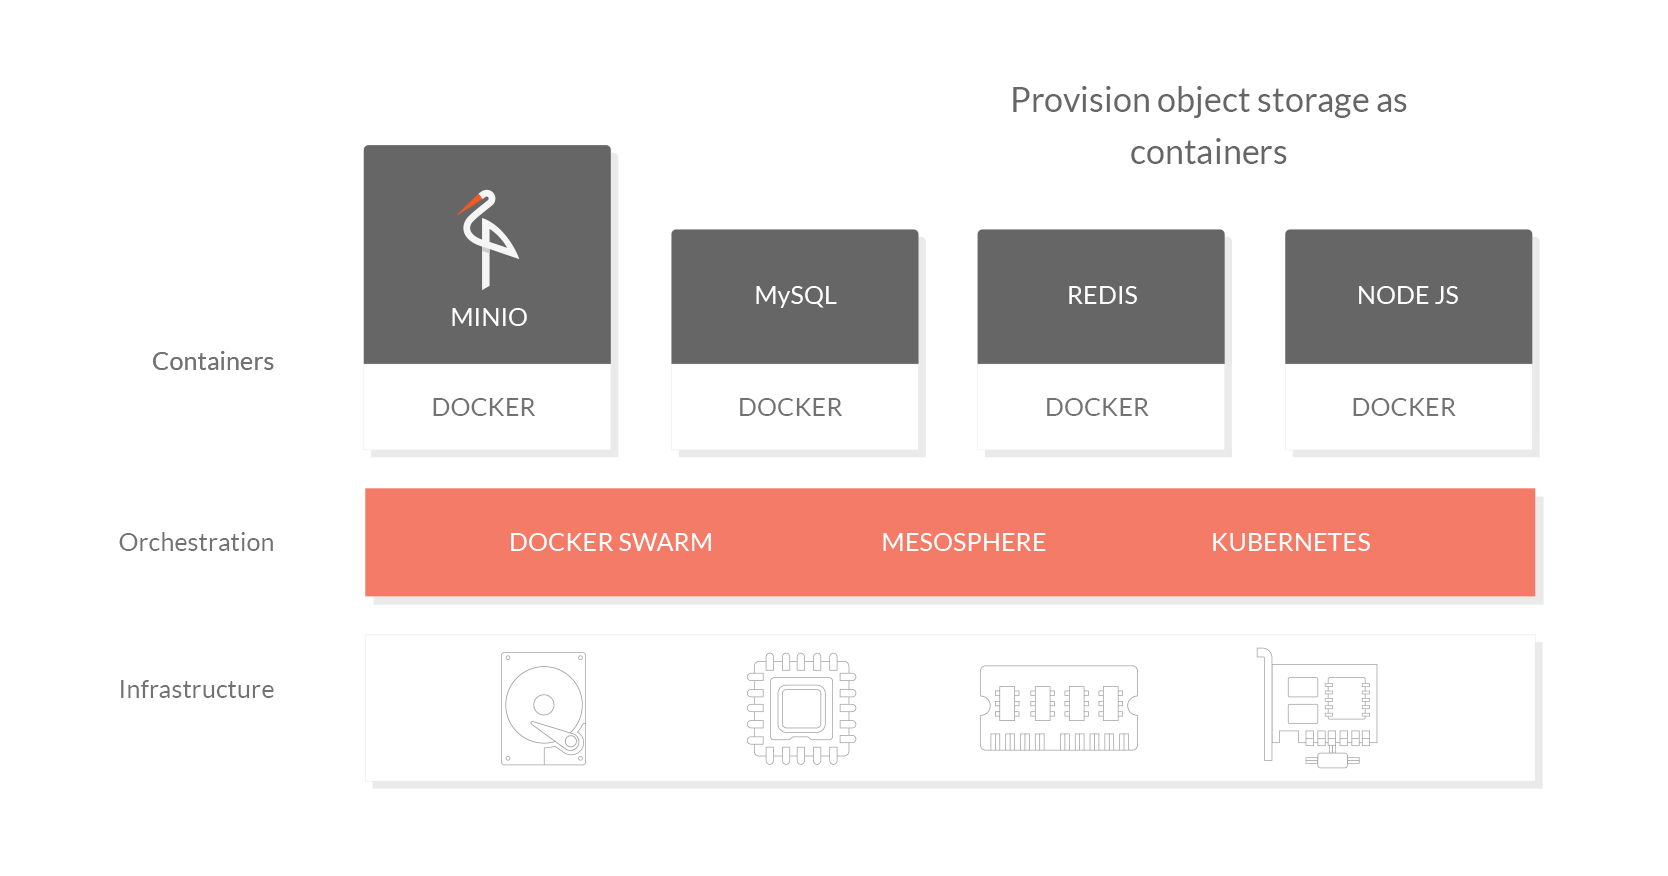 Provision object storage as
containers
MINIO
MySQL
REDIS
NODE JS
Containers
DOCKER
DOCKER
DOCKER
DOCKER
Orchestration
DOCKER SWARM
MESOSPHERE
KUBERNETES
Infrastructure